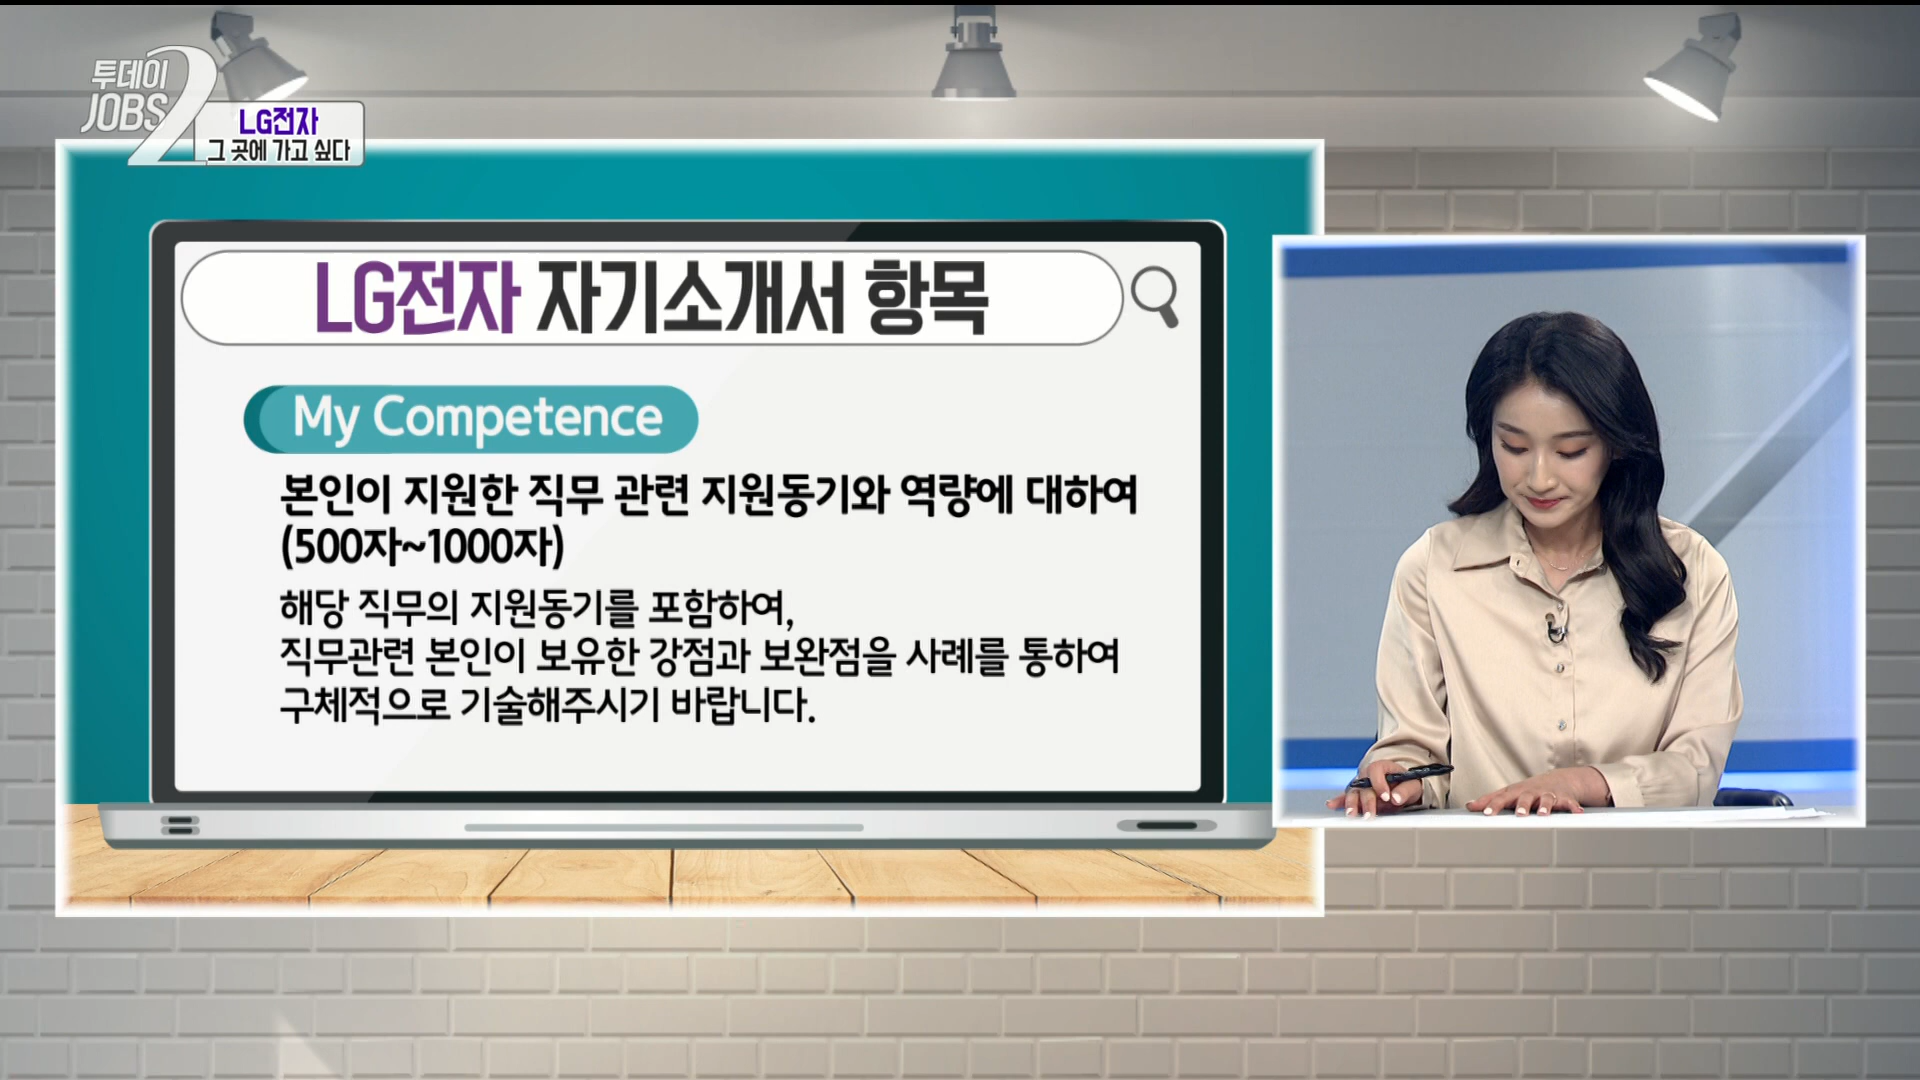 투데이
JOBS 2
LG전자
그 곳에 가고 싶다
LG전자 자기소개서 항목
My Competence
본인이 지원한 직무 관련 지원동기와 역량에 대하여
(500자~1000자)
해당 직무의 지원동기를 포함하여,
직무관련 본인이 보유한 강점과 보완점을 사례를 통하여
구체적으로 기술해주시기 바랍니다.